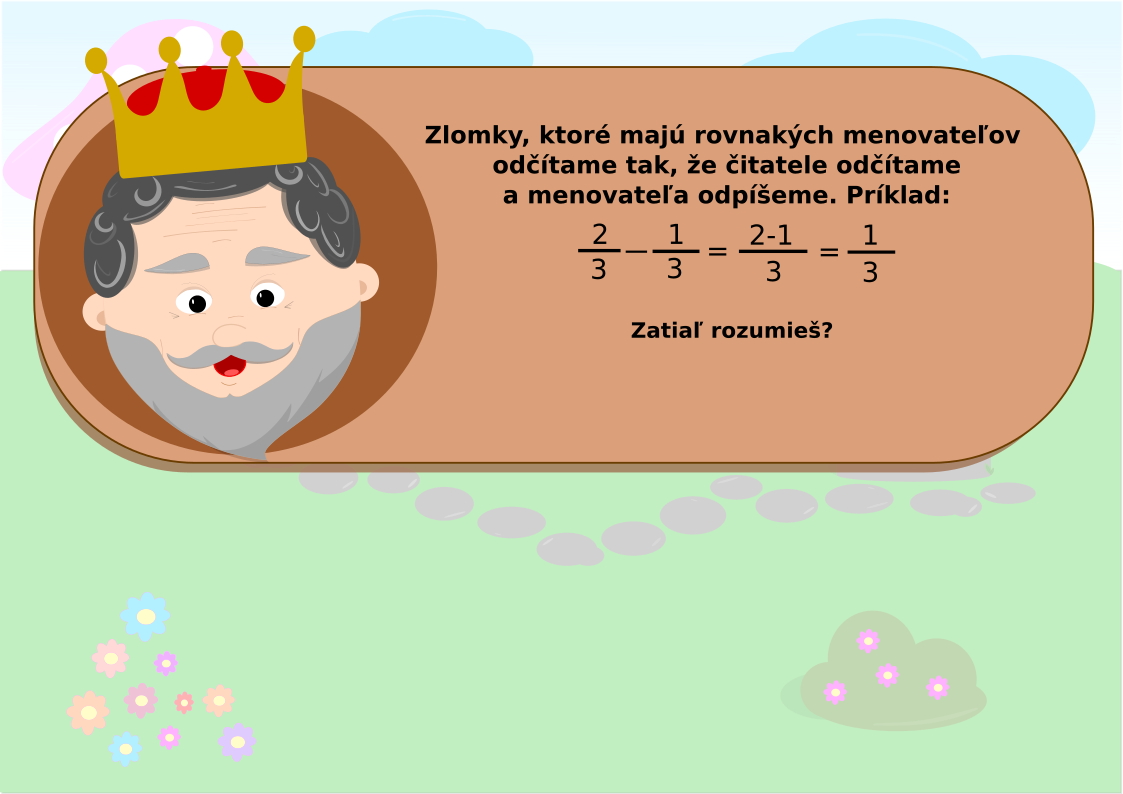 Zlomky, ktoré majú rovnakých menovateľov
odčítame tak, že čitatele odčítame
a menovateľa odpíšeme. Príklad:
2/3 — 1/3 = 2-1/3 = 1/3
Zatiaľ rozumieš?